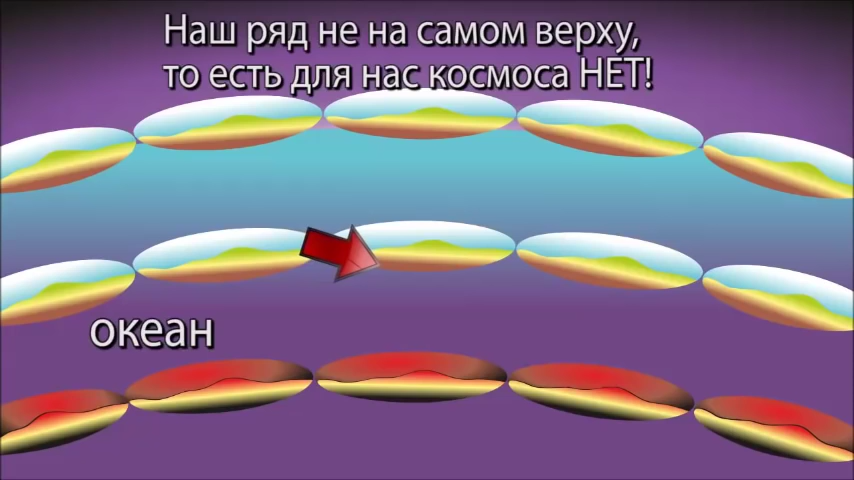 Наш ряд не на самом верху,
то есть для нас космоса НЕТ!
океан